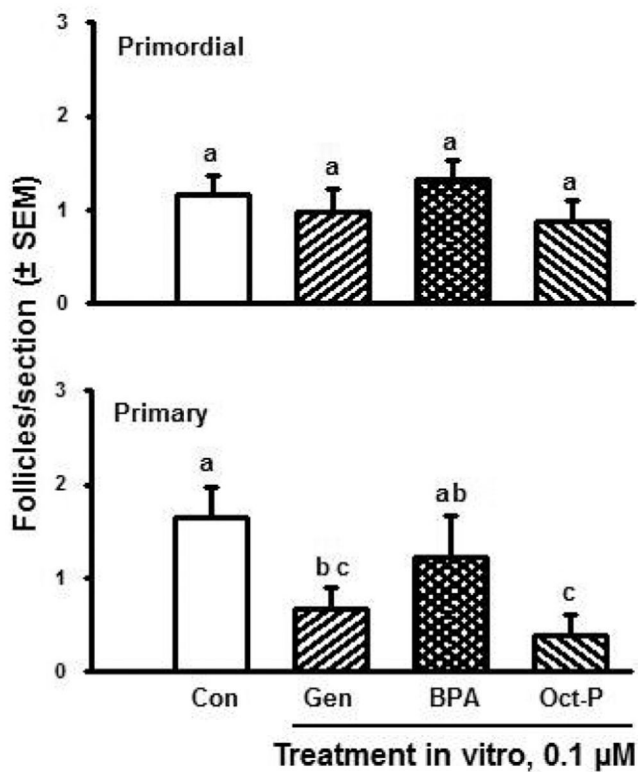 Follicles/section (± SEM)
3
Primordial
2
1
0
a
a
a
a
3
Primary
2
1
0
a
b c
ab
c
Con Gen BPA Oct-P
Treatment in vitro, 0.1 µM